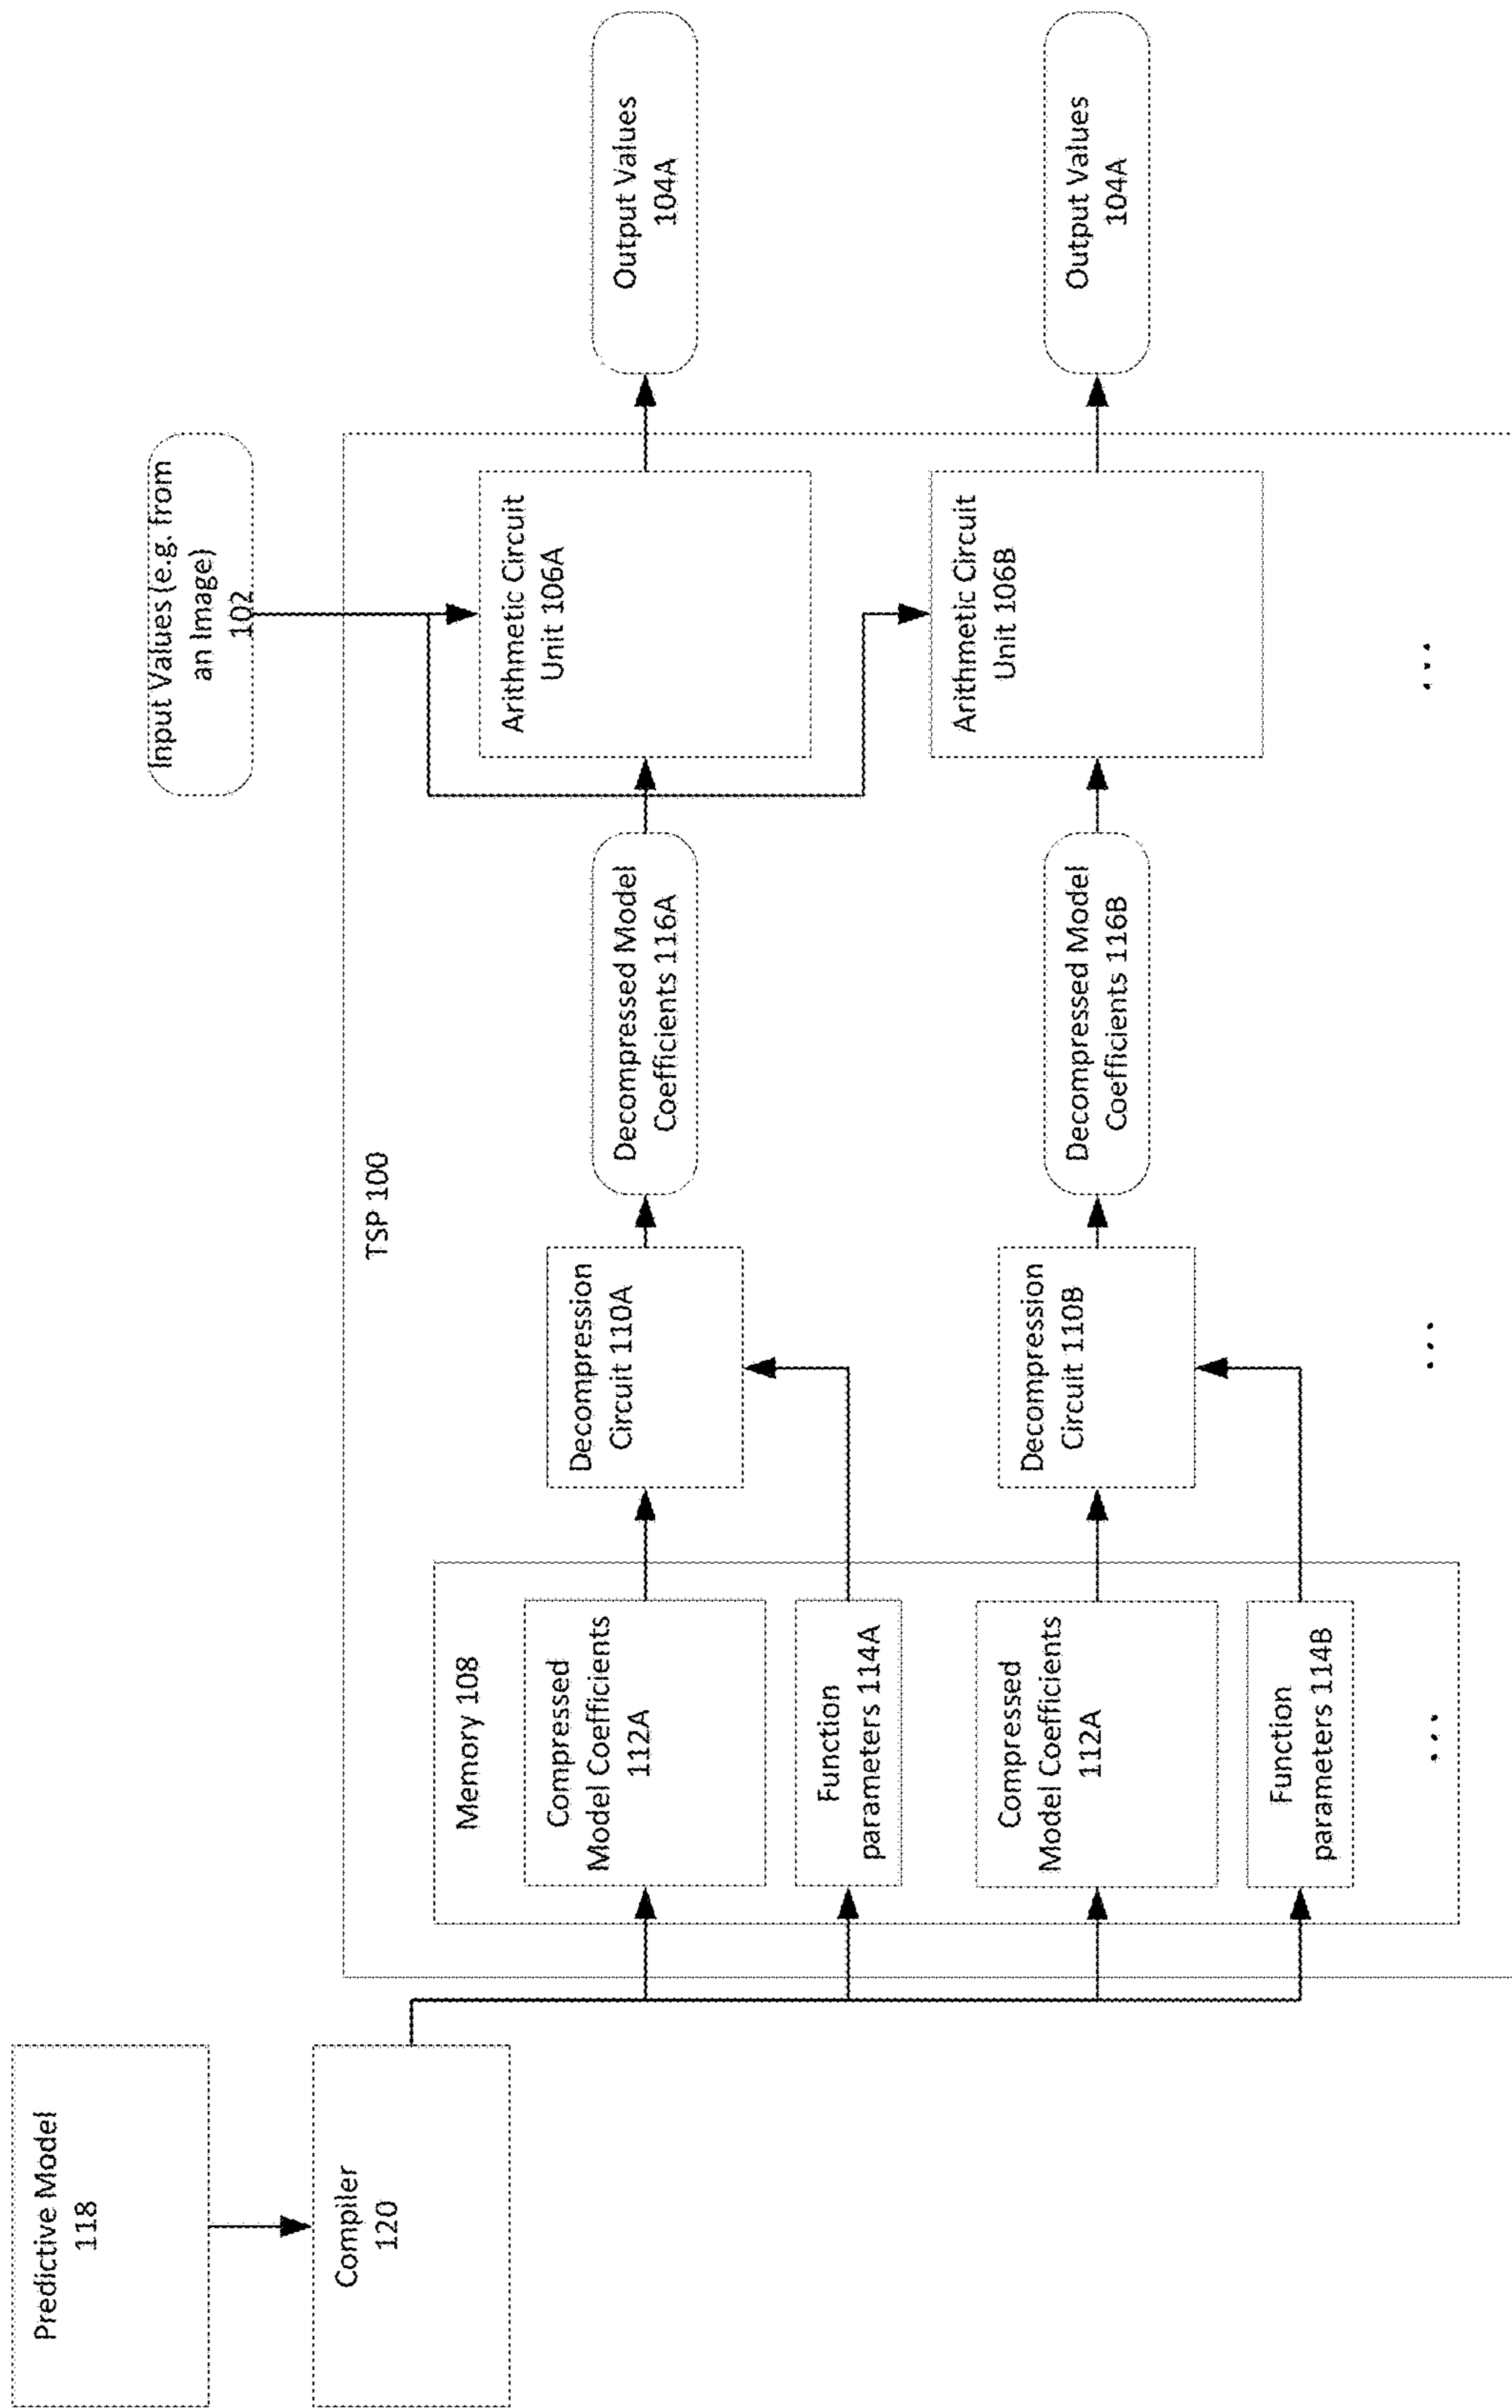 Predictive Model
118
Compiler
120
Input Values (e.g. from
an Image)
102
TSP 100
Memory 108
Compressed
Model Coefficients
112A
Function
parameters 114A
Decompression
Circuit 110A
Decompressed Model
Coefficients 116A
Arithmetic Circuit
Unit 106A
Output Values
104A
Compressed
Model Coefficients
112A
Function
parameters 114B
Decompression
Circuit 110B
Decompressed Model
Coefficients 116B
Arithmetic Circuit
Unit 106B
Output Values
104A
...
...
...